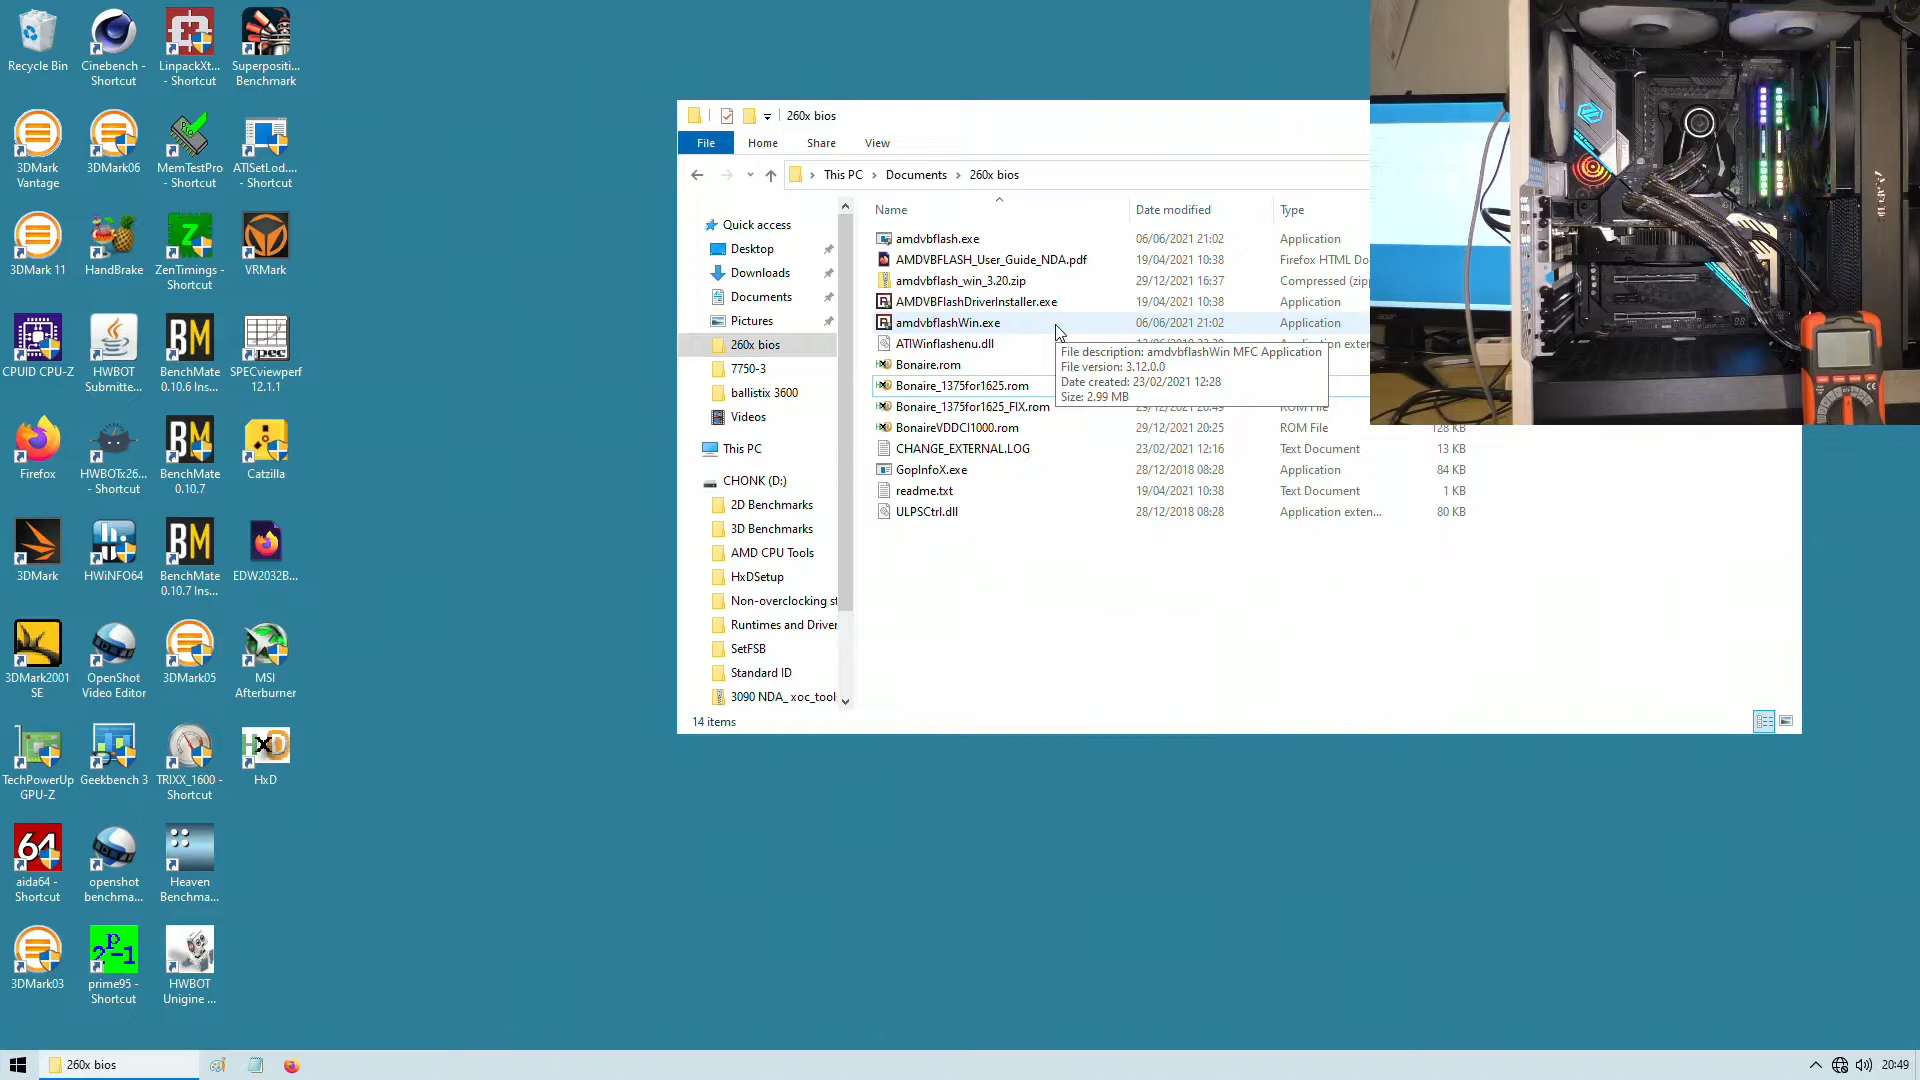 Recycle Bin
Cinebench -
Shortcut
LinpackXt...
- Shortcut
Superpositi...
Benchmark
3DMark
Vantage
3DMark06
MemTestPro
- Shortcut
ATISetLod....
- Shortcut
3DMark 11
HandBrake
ZenTimings -
Shortcut
VRMark
CPUID CPU-Z
HWBOT
Submitte...
BenchMate
0.10.6 Ins...
SPECviewperf
12.1.1
Firefox
HWBOTx26...
- Shortcut
BenchMate
0.10.7
Catzilla
3DMark
HWiNFO64
BenchMate
0.10.7 Ins...
EDW2032B...
3DMark2001
SE
OpenShot
Video Editor
3DMark05
MSI
Afterburner
TechPowerUp
GPU-Z
Geekbench 3
TRIXX_1600 -
Shortcut
HxD
aida64 -
Shortcut
openshot
benchma...
Heaven
Benchma...
3DMark03
prime95 -
Shortcut
HWBOT
Unigine ...
260x bios
File Home Share View
This PC > Documents > 260x bios
Name Date modified Type
Quick access
Desktop
Downloads
Documents
Pictures
260x bios
7750-3
ballistix 3600
Videos
This PC
CHONK (D:)
2D Benchmarks
3D Benchmarks
AMD CPU Tools
HxDSetup
Non-overclocking st
Runtimes and Driver
SetFSB
Standard ID
3090 NDA_ xoc_tool
amdvbflash.exe 06/06/2021 21:02 Application
AMDVBFLASH_User_Guide_NDA.pdf 19/04/2021 10:38 Firefox HTML Do
amdvbflash_win_3.20.zip 29/12/2021 16:37 Compressed (zipp
AMDVBFlashDriverInstaller.exe 19/04/2021 10:38 Application
amdvbflashWin.exe 06/06/2021 21:02 Application
ATIWinflashenu.dll
Bonaire.rom
Bonaire_1375for1625.rom
Bonaire_1375for1625_FIX.rom 29/12/2021 20:49 ROM File
BonaireVDDCI1000.rom 29/12/2021 20:25 ROM File 128 KB
CHANGE_EXTERNAL.LOG 23/02/2021 12:16 Text Document 13 KB
GopInfoX.exe 28/12/2018 08:28 Application 84 KB
readme.txt 19/04/2021 10:38 Text Document 1 KB
ULPSCtrl.dll 28/12/2018 08:28 Application exten... 80 KB
File description: amdvbflashWin MFC Application
File version: 3.12.0.0
Date created: 23/02/2021 12:28
Size: 2.99 MB
14 items
260x bios
20:49